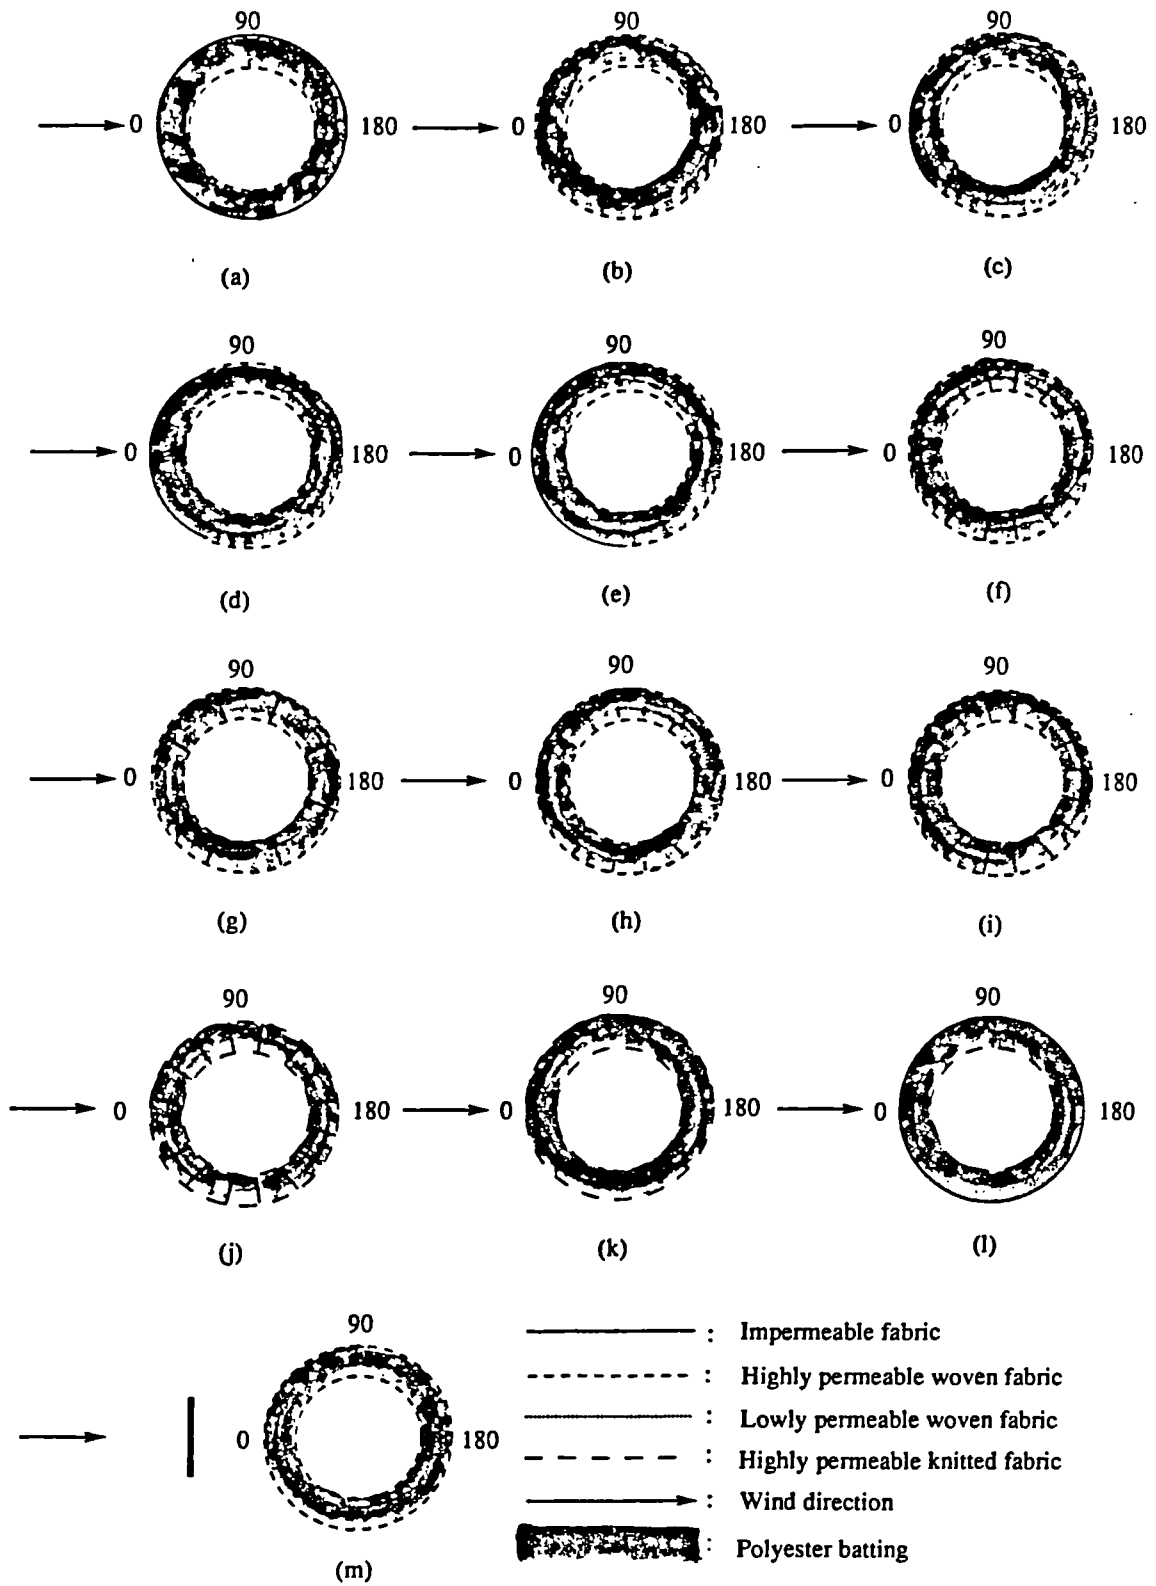 90 90 90
0 180 0 180 0 180
(a) (b) (c)
90 90 90
0 180 0 180 0 180
(d) (e) (f)
90 90 90
0 180 0 180 0 180
(g) (h) (i)
90 90 90
0 180 0 180 0 180
(j) (k) (l)
90
0 180
(m)
: Impermeable fabric
: Highly permeable woven fabric
: Lowly permeable woven fabric
: Highly permeable knitted fabric
: Wind direction
: Polyester batting